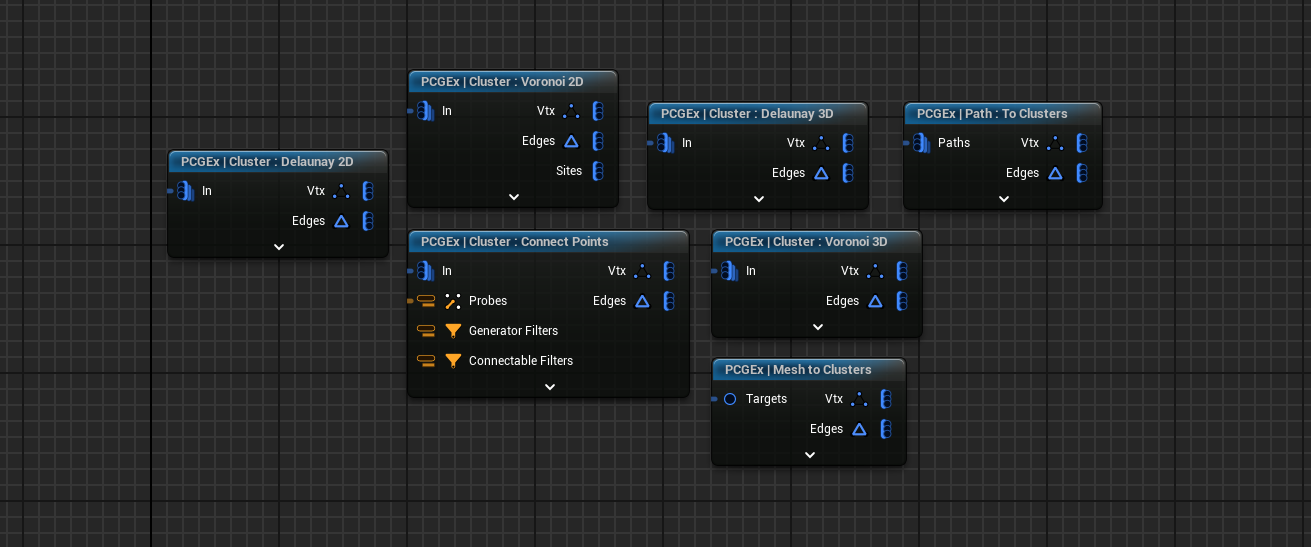 PCGEx | Cluster : Delaunay 2D
In Vtx
Edges
PCGEx | Cluster : Voronoi 2D
In Vtx
Edges
Sites
PCGEx | Cluster : Delaunay 3D
In Vtx
Edges
PCGEx | Path : To Clusters
Paths Vtx
Edges
PCGEx | Cluster : Connect Points
In Vtx
Probes Edges
Generator Filters
Connectable Filters
PCGEx | Cluster : Voronoi 3D
In Vtx
Edges
PCGEx | Mesh to Clusters
Targets Vtx
Edges